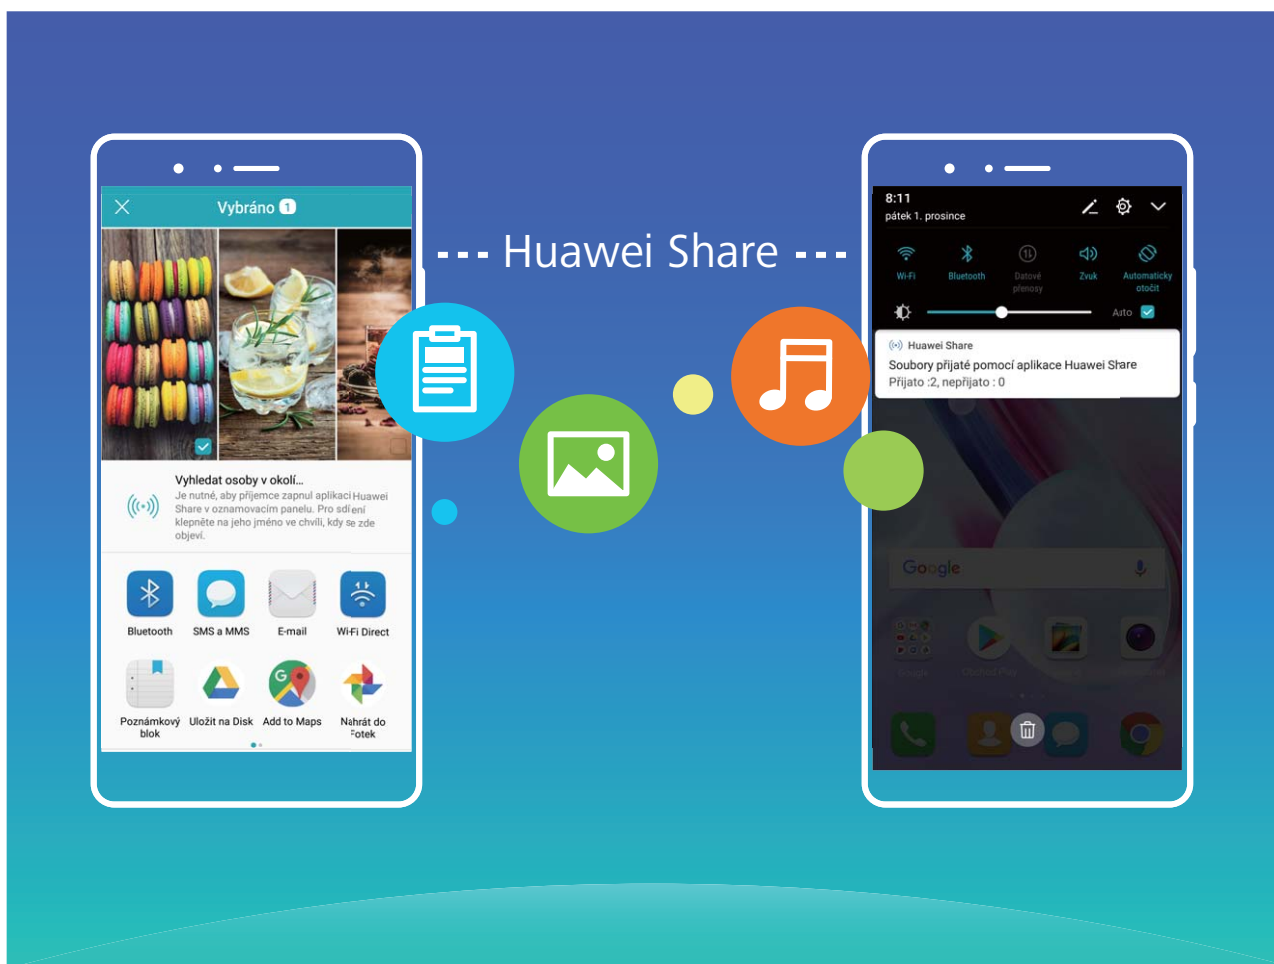 Vybráno 1
Vyhledat osoby v okolí...
Je nutné, aby příjemce zapnul aplikaci Huawei
Share v oznamovacím panelu. Pro sdílení
klepněte na jeho jméno ve chvíli, kdy se zde
objeví.
Bluetooth SMS a MMS E-mail Wi-Fi Direct
Poznámkový Uložit na Disk Add to Maps Nahrát do
blok Fotek
Huawei Share
8:11
pátek 1. prosince
Wi-Fi Bluetooth Datové Zvuk Automaticky
přenosy otočit
Auto
Huawei Share
Soubory přijaté pomocí aplikace Huawei Share
Přijato :2, nepřijato : 0
Google
Google Obchod Play